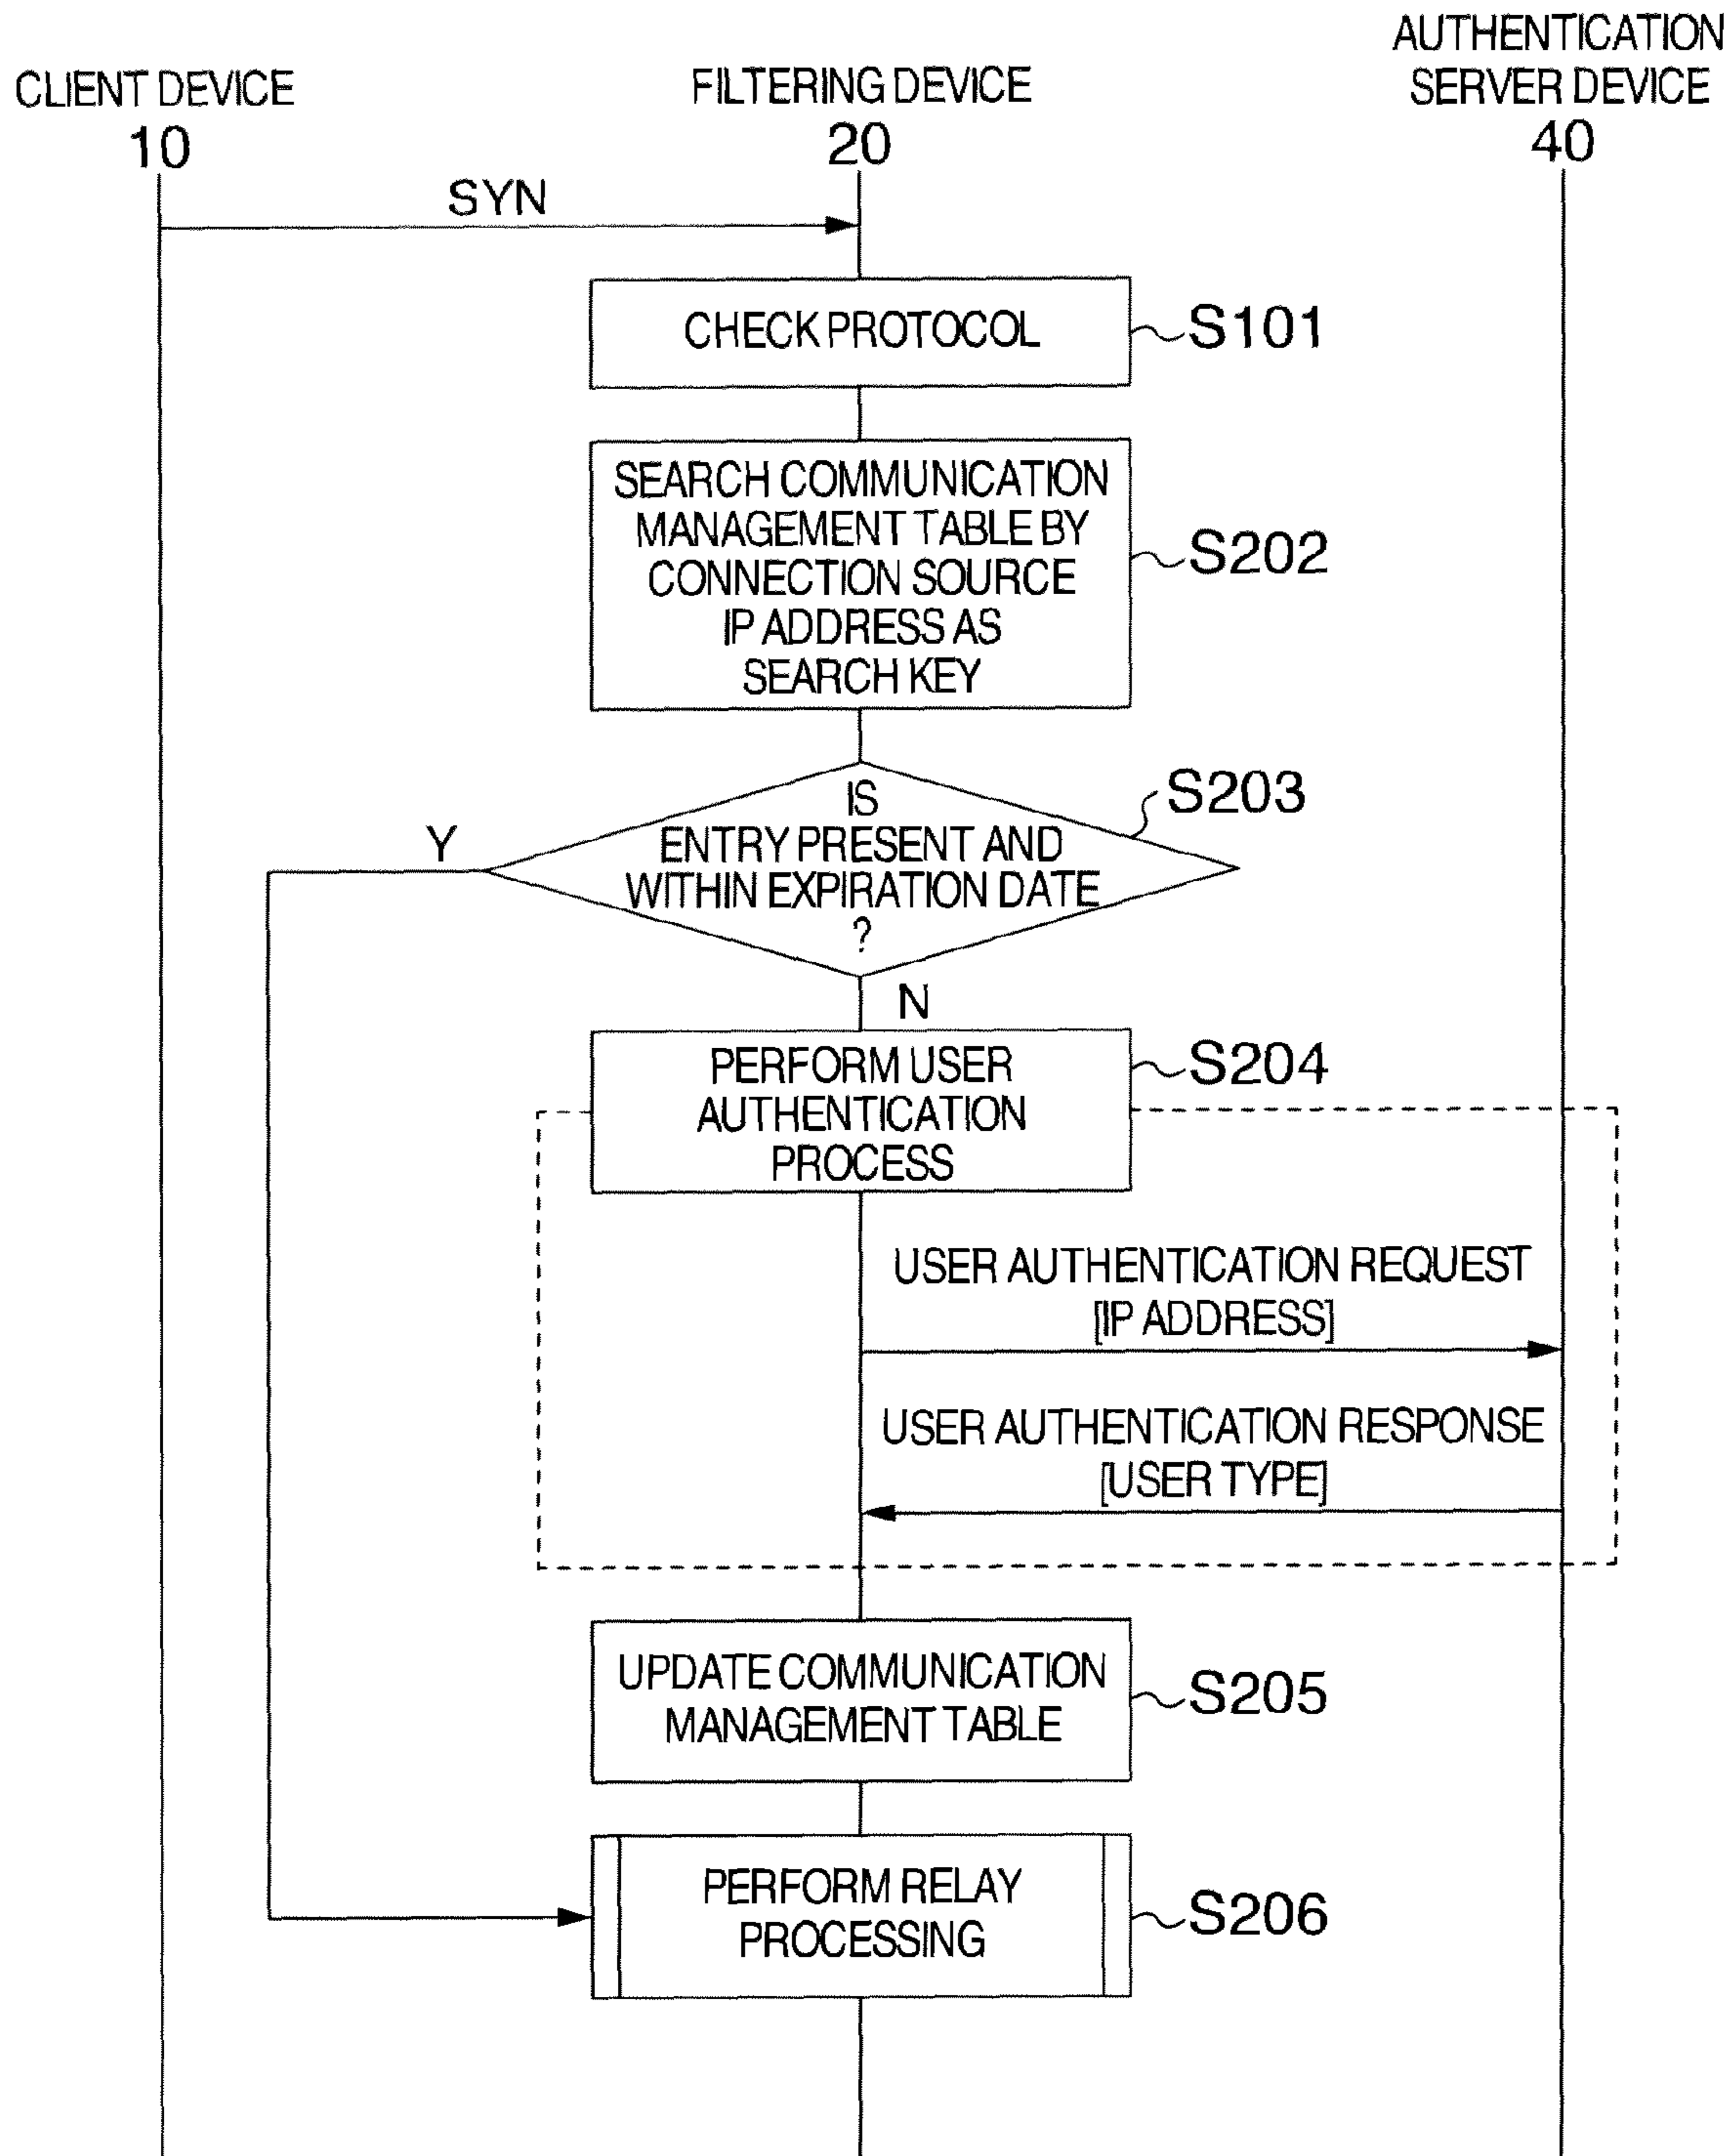 CLIENT DEVICE
10
FILTERING DEVICE
20
AUTHENTICATION
SERVER DEVICE
40
SYN
CHECK PROTOCOL
S101
SEARCH COMMUNICATION
MANAGEMENT TABLE BY
CONNECTION SOURCE
IP ADDRESS AS
SEARCH KEY
S202
IS
ENTRY PRESENT AND
WITHIN EXPIRATION DATE
?
S203
Y
N
PERFORM USER
AUTHENTICATION
PROCESS
S204
USER AUTHENTICATION REQUEST
[IP ADDRESS]
USER AUTHENTICATION RESPONSE
[USER TYPE]
UPDATE COMMUNICATION
MANAGEMENT TABLE
S205
PERFORM RELAY
PROCESSING
S206